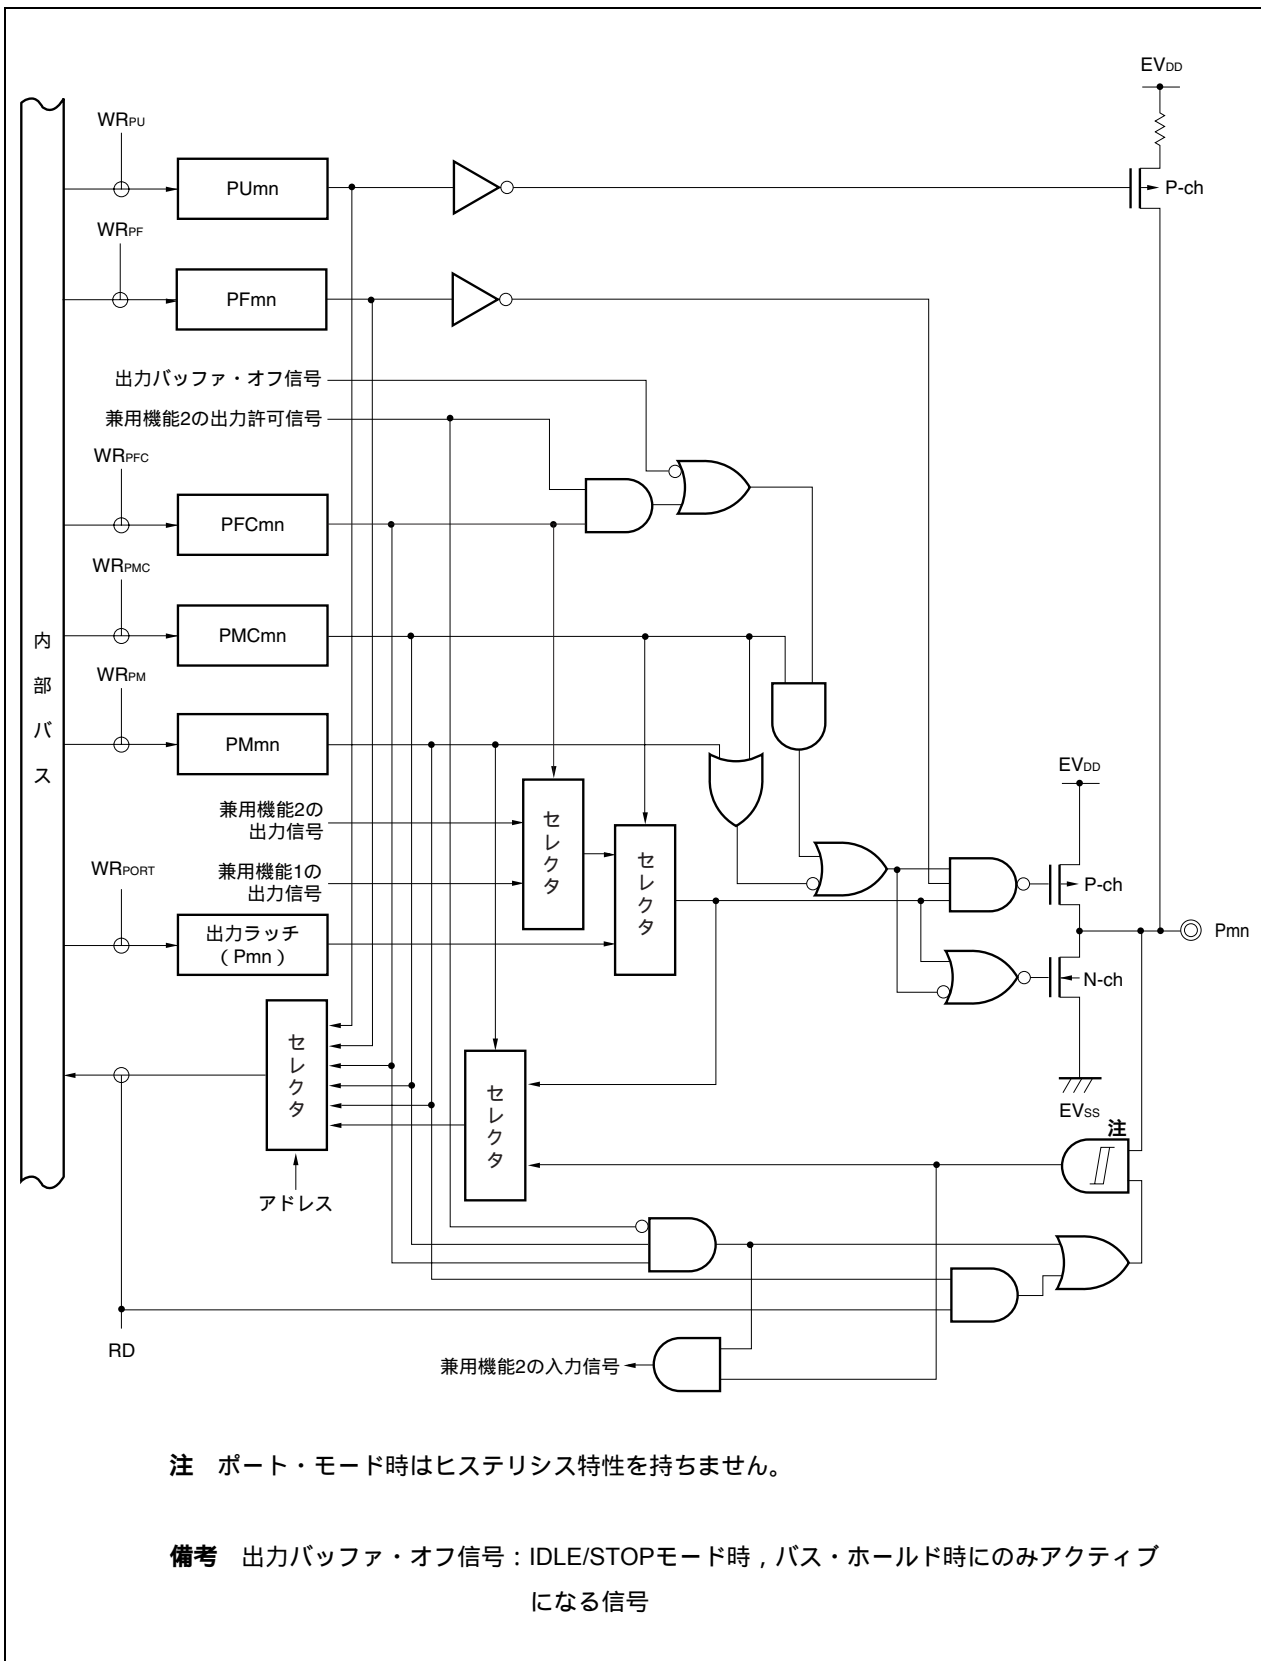 EVDD
WRPU
PUmn
P-ch
WRPF
PFmn
出力バッファ・オフ信号
兼用機能2の出力許可信号
WRPFC
PFCmn
WRPMC
PMCmn
内部バス
WRPM
PMmn
EVDD
兼用機能2の
出力信号
セレクタ
セレクタ
WRPORT
兼用機能1の
出力信号
P-ch
出力ラッチ
(Pmn)
Pmn
N-ch
セレクタ
セレクタ
EVSS
注
アドレス
RD
兼用機能2の入力信号
注 ポート・モード時はヒステリシス特性を持ちません。
備考 出力バッファ・オフ信号：IDLE/STOPモード時，バス・ホールド時にのみアクティブ
になる信号